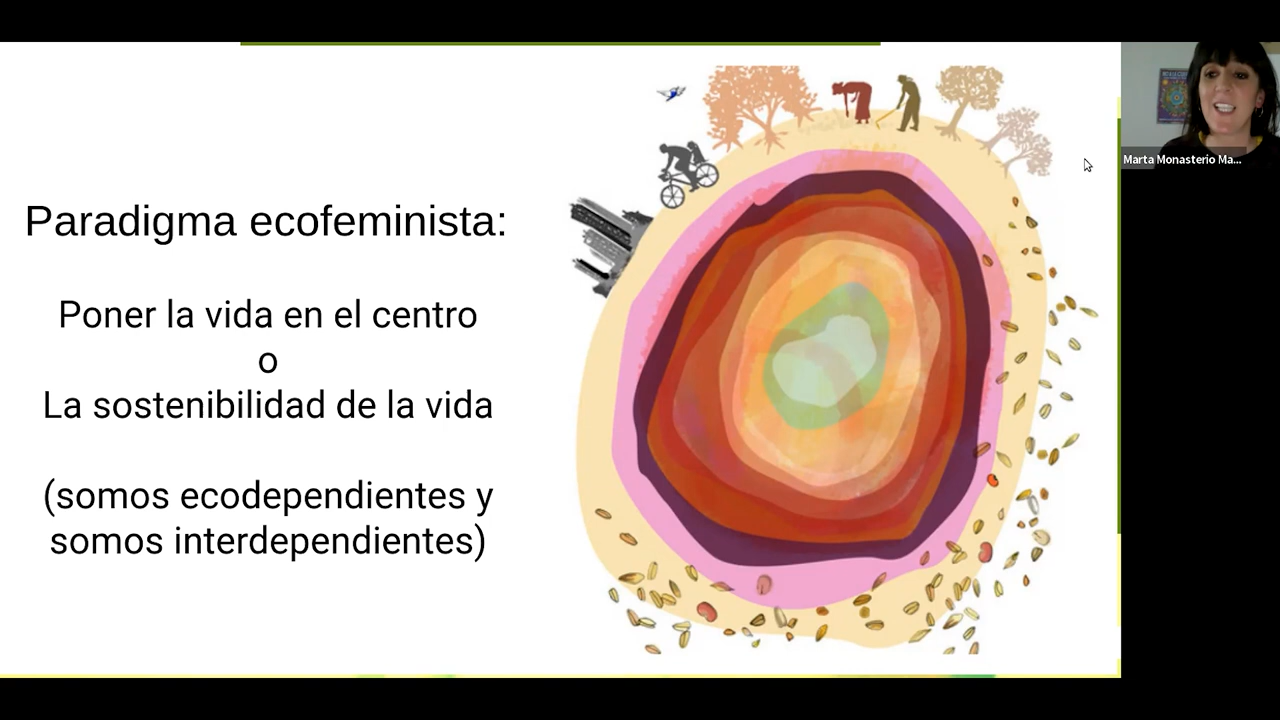 Paradigma ecofeminista:
Poner la vida en el centro
o
La sostenibilidad de la vida
(somos ecodependientes y
somos interdependientes)
Marta Monasterio Ma...